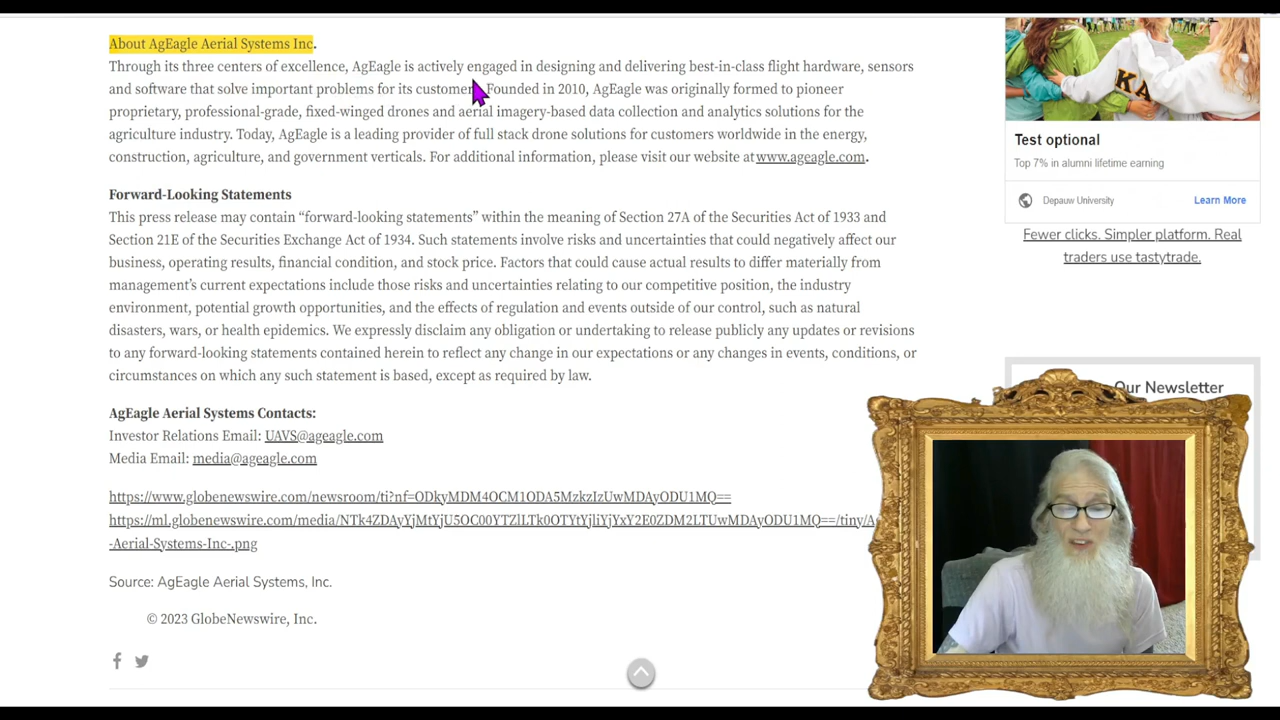 About AgEagle Aerial Systems Inc.
Through its three centers of excellence, AgEagle is actively engaged in designing and delivering best-in-class flight hardware, sensors
and software that solve important problems for its customer Founded in 2010, AgEagle was originally formed to pioneer
proprietary, professional-grade, fixed-winged drones and aerial imagery-based data collection and analytics solutions for the
agriculture industry. Today, AgEagle is a leading provider of full stack drone solutions for customers worldwide in the energy,
construction, agriculture, and government verticals. For additional information, please visit our website at www.ageagle.com.
Forward-Looking Statements
This press release may contain “forward-looking statements” within the meaning of Section 27A of the Securities Act of 1933 and
Section 21E of the Securities Exchange Act of 1934. Such statements involve risks and uncertainties that could negatively affect our
business, operating results, financial condition, and stock price. Factors that could cause actual results to differ materially from
management’s current expectations include those risks and uncertainties relating to our competitive position, the industry
environment, potential growth opportunities, and the effects of regulation and events outside of our control, such as natural
disasters, wars, or health epidemics. We expressly disclaim any obligation or undertaking to release publicly any updates or revisions
to any forward-looking statements contained herein to reflect any change in our expectations or any changes in events, conditions, or
circumstances on which any such statement is based, except as required by law.
AgEagle Aerial Systems Contacts:
Investor Relations Email: UAVS@ageagle.com
Media Email: media@ageagle.com
https://www.globenewswire.com/newsroom/ti?nf=ODkyMDM4OCM1ODA5MzkzIzUwMDAyODU1MQ==
https://ml.globenewswire.com/media/NTk4ZDAyYjMtYjU5OC00YTZlLTk0OTYtYjliYjYxY2E0ZDM2LTUwMDAyODU1MQ==/tiny/A
-Aerial-Systems-Inc-.png
Source: AgEagle Aerial Systems, Inc.
© 2023 GlobeNewswire, Inc.
KA
Test optional
Top 7% in alumni lifetime earning
Depauw University Learn More
Fewer clicks. Simpler platform. Real
traders use tastytrade.
Our Newsletter